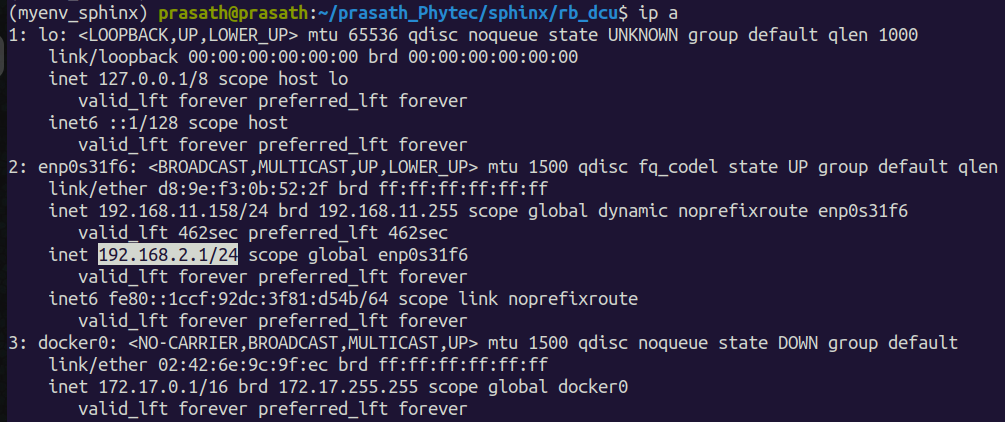 (myenv_sphinx) prasath@prasath:~/prasath_Phytec/sphinx/rb_dcu$ ip a
1: lo: <LOOPBACK,UP,LOWER_UP> mtu 65536 qdisc noqueue state UNKNOWN group default qlen 1000
    link/loopback 00:00:00:00:00:00 brd 00:00:00:00:00:00
    inet 127.0.0.1/8 scope host lo
       valid_lft forever preferred_lft forever
    inet6 ::1/128 scope host
       valid_lft forever preferred_lft forever
2: enp0s31f6: <BROADCAST,MULTICAST,UP,LOWER_UP> mtu 1500 qdisc fq_codel state UP group default qlen
    link/ether d8:9e:f3:0b:52:2f brd ff:ff:ff:ff:ff:ff
    inet 192.168.11.158/24 brd 192.168.11.255 scope global dynamic noprefixroute enp0s31f6
       valid_lft 462sec preferred_lft 462sec
    inet 192.168.2.1/24 scope global enp0s31f6
       valid_lft forever preferred_lft forever
    inet6 fe80::1ccf:92dc:3f81:d54b/64 scope link noprefixroute
       valid_lft forever preferred_lft forever
3: docker0: <NO-CARRIER,BROADCAST,MULTICAST,UP> mtu 1500 qdisc noqueue state DOWN group default
    link/ether 02:42:6e:9c:9f:ec brd ff:ff:ff:ff:ff:ff
    inet 172.17.0.1/16 brd 172.17.255.255 scope global docker0
       valid_lft forever preferred_lft forever